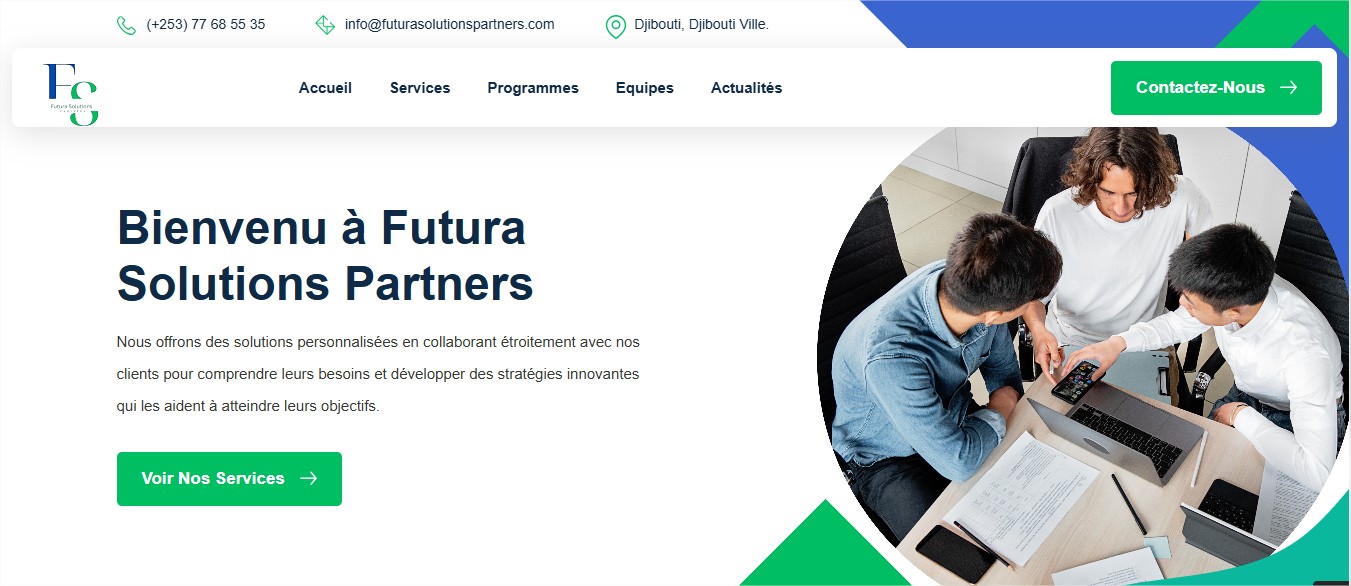 (+253) 77 68 55 35
info@futurasolutionspartners.com
Djibouti, Djibouti Ville.
FS
Futura Solutions
Accueil
Services
Programmes
Equipes
Actualités
Contactez-Nous
Bienvenu à Futura
Solutions Partners
Nous offrons des solutions personnalisées en collaborant étroitement avec nos
clients pour comprendre leurs besoins et développer des stratégies innovantes
qui les aident à atteindre leurs objectifs.
Voir Nos Services